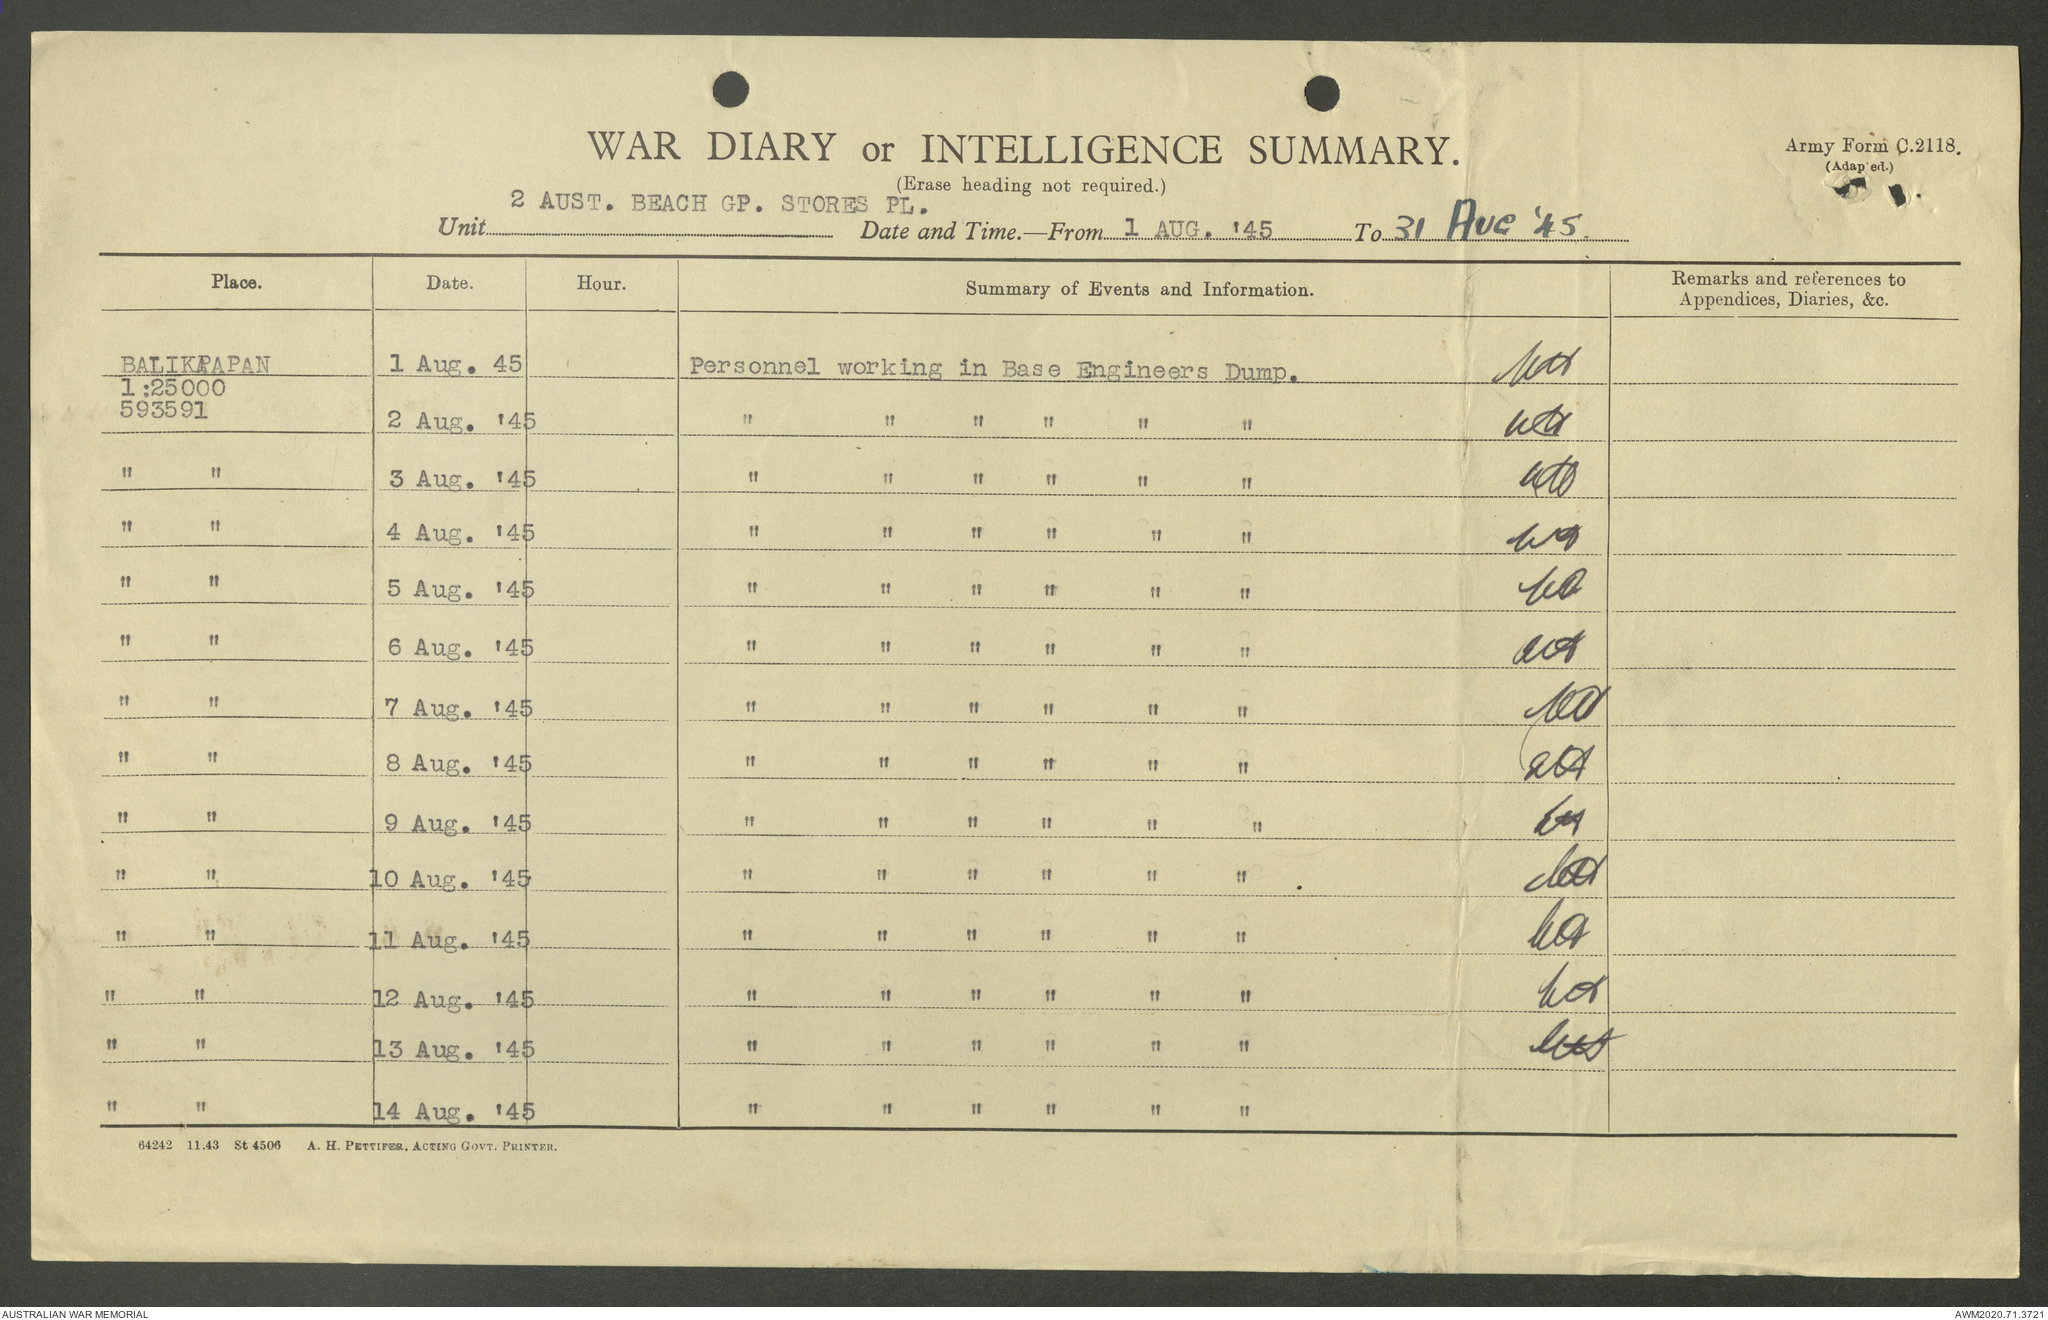 WAR DIARY or INTELLIGENCE SUMMARY.
Army Form C.2118.
(Adap'ed.)
(Erase heading not required.)
Unit 2 AUST. BEACH GP. STORES PL. Date and Time.—From 1 AUG. '45 To 31 AUG '45.
Place. Date. Hour. Summary of Events and Information. Remarks and references to Appendices, Diaries, &c.
BALIKPAPAN 1 Aug. 45 Personnel working in Base Engineers Dump.
1:25000
593591 2 Aug. '45 " " " " " "
" " 3 Aug. '45 " " " " " "
" " 4 Aug. '45 " " " " " "
" " 5 Aug. '45 " " " " " "
" " 6 Aug. '45 " " " " " "
" " 7 Aug. '45 " " " " " "
" " 8 Aug. '45 " " " " " "
" " 9 Aug. '45 " " " " " "
" " 10 Aug. '45 " " " " " " .
" " 11 Aug. '45 " " " " " "
" " 12 Aug. '45 " " " " " "
" " 13 Aug. '45 " " " " " "
" " 14 Aug. '45 " " " " " "
64242 11.43 St 4506 A. H. PETTIFER, ACTING GOVT. PRINTER.
AUSTRALIAN WAR MEMORIAL
AWM2020.71.3721